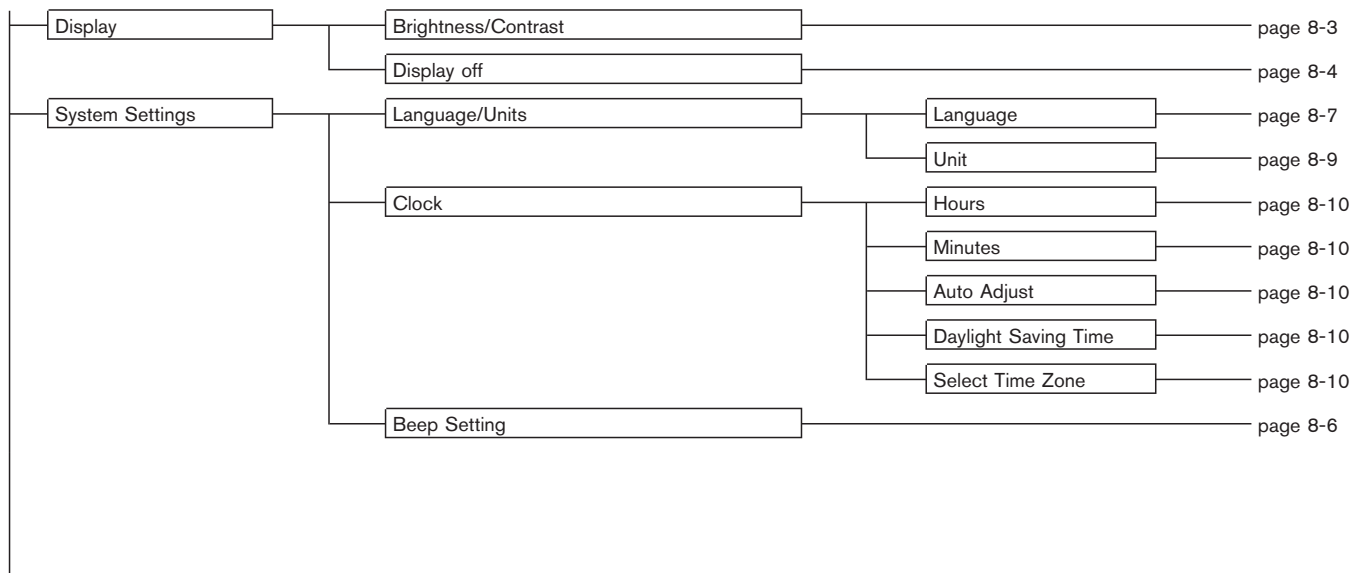 Display Brightness/Contrast page 8-3
Display off page 8-4
System Settings Language/Units Language page 8-7
Unit page 8-9
Clock Hours page 8-10
Minutes page 8-10
Auto Adjust page 8-10
Daylight Saving Time page 8-10
Select Time Zone page 8-10
Beep Setting page 8-6